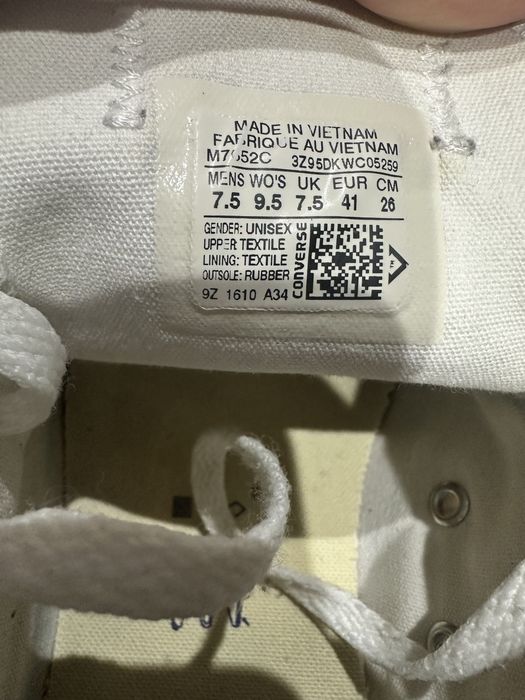 MADE IN VIETNAM
FABRIQUE AU VIETNAM
M7652C 3Z95DKWC05259
MENS WO'S UK EUR CM
7.5 9.5 7.5 41 26
GENDER: UNISEX
UPPER TEXTILE
LINING: TEXTILE
OUTSOLE: RUBBER
9Z 1610 A34
CONVERSE